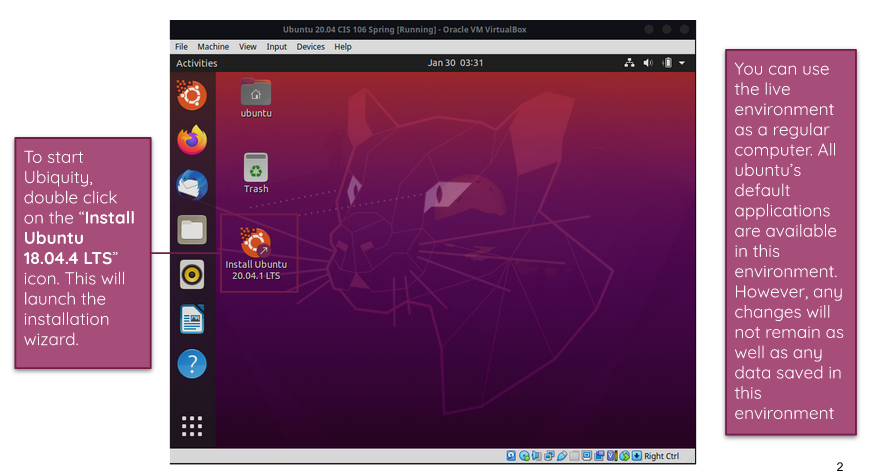 Ubuntu 20.04 CIS 106 Spring [Running] - Oracle VM VirtualBox
File Machine View Input Devices Help
Activities
Jan 30 03:31
ubuntu
Trash
Install Ubuntu
20.04.1 LTS
Right Ctrl
To start
Ubiquity,
double click
on the “Install
Ubuntu
18.04.4 LTS”
icon. This will
launch the
installation
wizard.
You can use
the live
environment
as a regular
computer. All
ubuntu’s
default
applications
are available
in this
environment.
However, any
changes will
not remain as
well as any
data saved in
this
environment
2